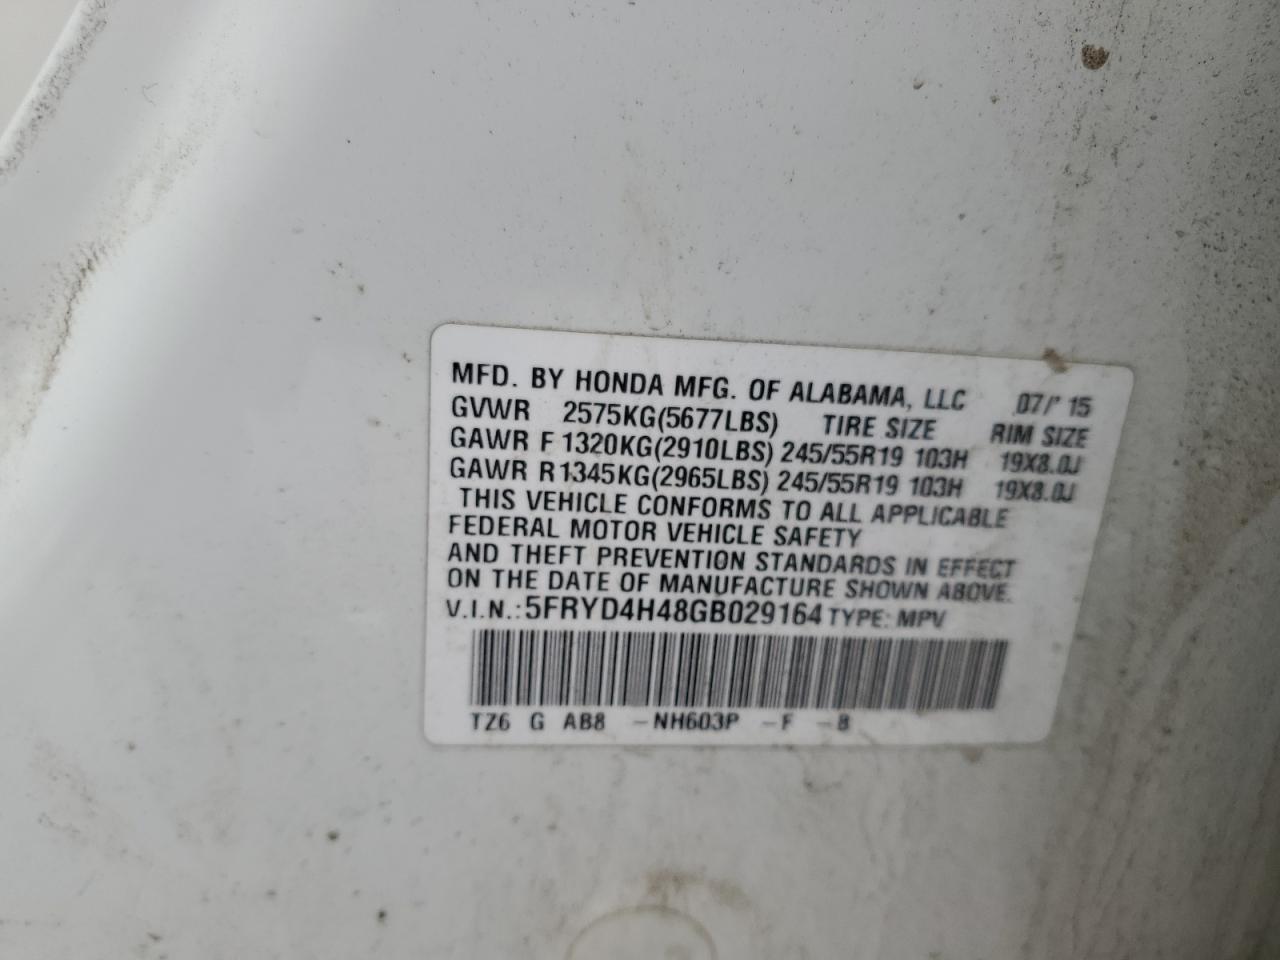 MFD. BY HONDA MFG. OF ALABAMA, LLC 07/15
GVWR 2575KG(5677LBS) TIRE SIZE RIM SIZE
GAWR F 1320KG(2910LBS) 245/55R19 103H 19X8.0J
GAWR R1345KG(2965LBS) 245/55R19 103H 19X8.0J
THIS VEHICLE CONFORMS TO ALL APPLICABLE
FEDERAL MOTOR VEHICLE SAFETY
AND THEFT PREVENTION STANDARDS IN EFFECT
ON THE DATE OF MANUFACTURE SHOWN ABOVE.
V.I.N.: 5FRYD4H48GB029164 TYPE: MPV
TZ6 G AB8 -NH603P -F -8